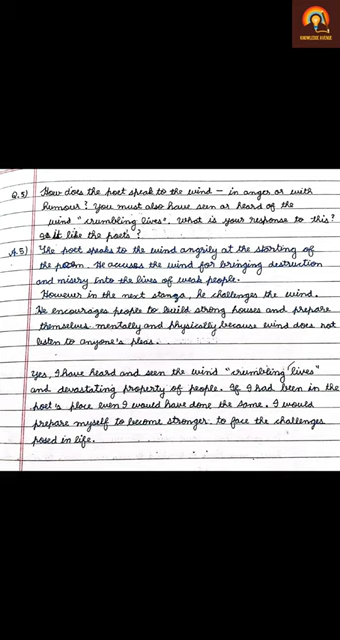 KNOWLEDGE AVENUE
Q.5) How does the poet speak to the wind - in anger or with
humour? You must also have seen or heard of the
wind "crumbling lives". What is your response to this?
Is it like the poet's?
A.5) The poet speaks to the wind angrily at the starting of
the poem. He accuses the wind for bringing destruction
and misery into the lives of weak people.
However in the next stanza, he challenges the wind.
He encourages people to build strong houses and prepare
themselves mentally and physically because wind does not
listen to anyone's pleas.
Yes, I have heard and seen the wind "crumbling lives"
and devastating property of people. If I had been in the
poet's place even I would have done the same. I would
prepare myself to become stronger to face the challenges
posed in life.